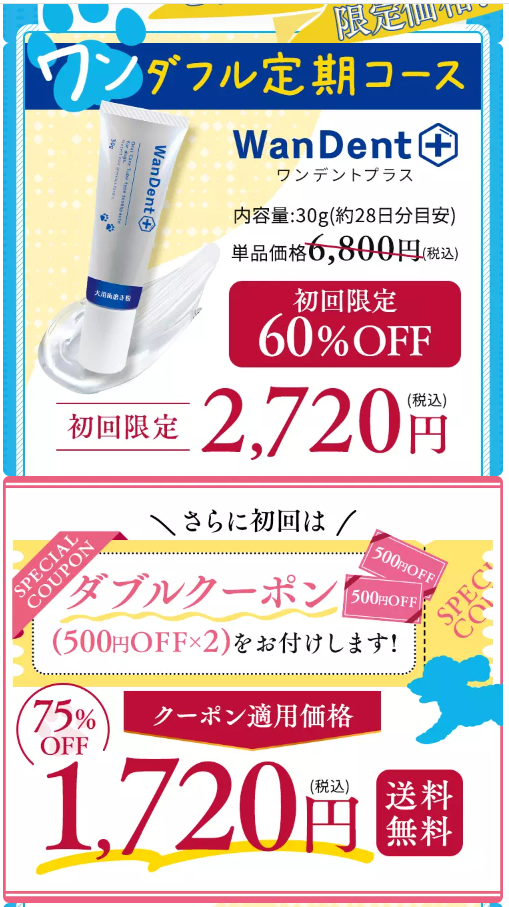 限定価格!
ワンダフル定期コース
WanDent
ワンデントプラス
内容量:30g(約28日分目安)
単品価格6,800円(税込)
初回限定
60%OFF
初回限定 2,720円(税込)
WanDent
30g
犬用歯磨き粉
\ さらに初回は /
SPECIAL
COUPON
ダブルクーポン
(500円OFF×2)をお付けします!
500円OFF
500円OFF
75%
OFF
クーポン適用価格
1,720円(税込)
送料
無料